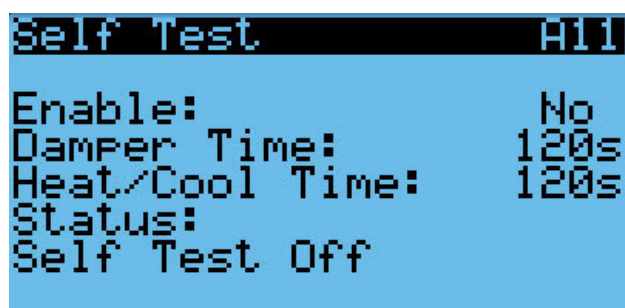 Self Test A11
Enable: No
Damper Time: 120s
Heat/Cool Time: 120s
Status:
Self Test Off